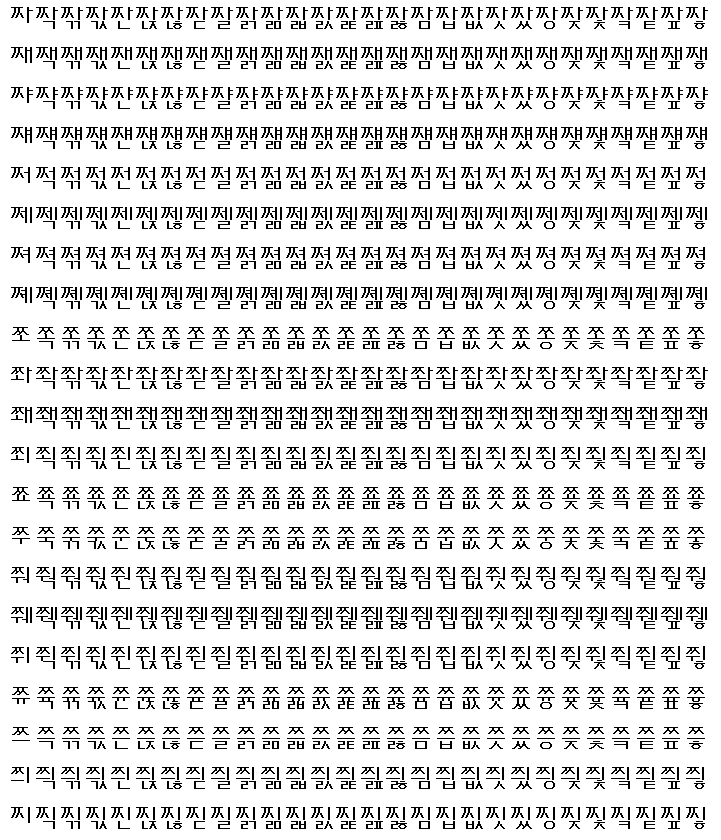 짜짝짞짟짠짡짢짣짤짥짦짧짨짩짪짫짬짭짮짯짰짱짲짳짴짵짶짷
째짹짺짻짼짽짾짿쨀쨁쨂쨃쨄쨅쨆쨇쨈쨉쨊쨋쨌쨍쨎쨏쨐쨑쨒쨓
쨔쨕쨖쨗쨘쨙쨚쨛쨜쨝쨞쨟쨠쨡쨢쨣쨤쨥쨦쨧쨨쨩쨪쨫쨬쨭쨮쨯
쨰쨱쨲쨳쨴쨵쨶쨷쨸쨹쨺쨻쨼쨽쨾쨿쩀쩁쩂쩃쩄쩅쩆쩇쩈쩉쩊쩋
쩌쩍쩎쩏쩐쩑쩒쩓쩔쩕쩖쩗쩘쩙쩚쩛쩜쩝쩞쩟쩠쩡쩢쩣쩤쩥쩦쩧
쩨쩩쩪쩫쩬쩭쩮쩯쩰쩱쩲쩳쩴쩵쩶쩷쩸쩹쩺쩻쩼쩽쩾쩿쪀쪁쪂쪃
쪄쪅쪆쪇쪈쪉쪊쪋쪌쪍쪎쪏쪐쪑쪒쪓쪔쪕쪖쪗쪘쪙쪚쪛쪜쪝쪞쪟
쪠쪡쪢쪣쪤쪥쪦쪧쪨쪩쪪쪫쪬쪭쪮쪯쪰쪱쪲쪳쪴쪵쪶쪷쪸쪹쪺쪻
쪼쪽쪾쪿쫀쫁쫂쫃쫄쫅쫆쫇쫈쫉쫊쫋쫌쫍쫎쫏쫐쫑쫒쫓쫔쫕쫖쫗
쫘쫙쫚쫛쫜쫝쫞쫟쫠쫡쫢쫣쫤쫥쫦쫧쫨쫩쫪쫫쫬쫭쫮쫯쫰쫱쫲쫳
쫴쫵쫶쫷쫸쫹쫺쫻쫼쫽쫾쫿쬀쬁쬂쬃쬄쬅쬆쬇쬈쬉쬊쬋쬌쬍쬎쬏
쬐쬑쬒쬓쬔쬕쬖쬗쬘쬙쬚쬛쬜쬝쬞쬟쬠쬡쬢쬣쬤쬥쬦쬧쬨쬩쬪쬫
쬬쬭쬮쬯쬰쬱쬲쬳쬴쬵쬶쬷쬸쬹쬺쬻쬼쬽쬾쬿쭀쭁쭂쭃쭄쭅쭆쭇
쭈쭉쭊쭋쭌쭍쭎쭏쭐쭑쭒쭓쭔쭕쭖쭗쭘쭙쭚쭛쭜쭝쭞쭟쭠쭡쭢쭣
쭤쭥쭦쭧쭨쭩쭪쭫쭬쭭쭮쭯쭰쭱쭲쭳쭴쭵쭶쭷쭸쭹쭺쭻쭼쭽쭾쭿
쮀쮁쮂쮃쮄쮅쮆쮇쮈쮉쮊쮋쮌쮍쮎쮏쮐쮑쮒쮓쮔쮕쮖쮗쮘쮙쮚쮛
쮜쮝쮞쮟쮠쮡쮢쮣쮤쮥쮦쮧쮨쮩쮪쮫쮬쮭쮮쮯쮰쮱쮲쮳쮴쮵쮶쮷
쮸쮹쮺쮻쮼쮽쮾쮿쯀쯁쯂쯃쯄쯅쯆쯇쯈쯉쯊쯋쯌쯍쯎쯏쯐쯑쯒쯓
쯔쯕쯖쯗쯘쯙쯚쯛쯜쯝쯞쯟쯠쯡쯢쯣쯤쯥쯦쯧쯨쯩쯪쯫쯬쯭쯮쯯
쯰쯱쯲쯳쯴쯵쯶쯷쯸쯹쯺쯻쯼쯽쯾쯿찀찁찂찃찄찅찆찇찈찉찊찋
찌찍찎찏찐찑찒찓찔찕찖찗찘찙찚찛찜찝찞찟찠찡찢찣찤찥찦찧